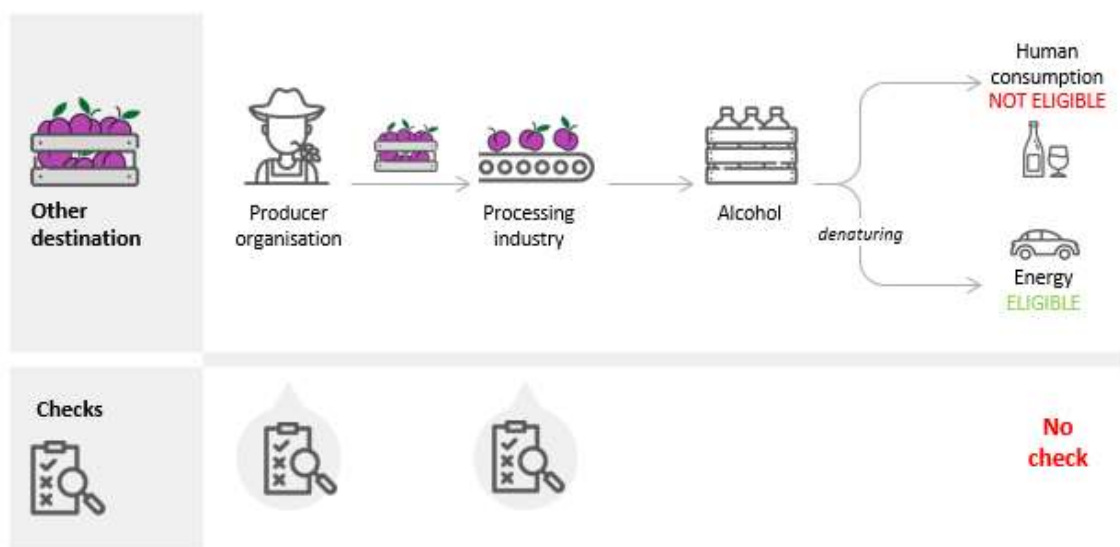 Human
consumption
NOT ELIGIBLE
Other
destination
Producer
organisation
Processing
industry
Alcohol
denaturing
Energy
ELIGIBLE
Checks
No
check